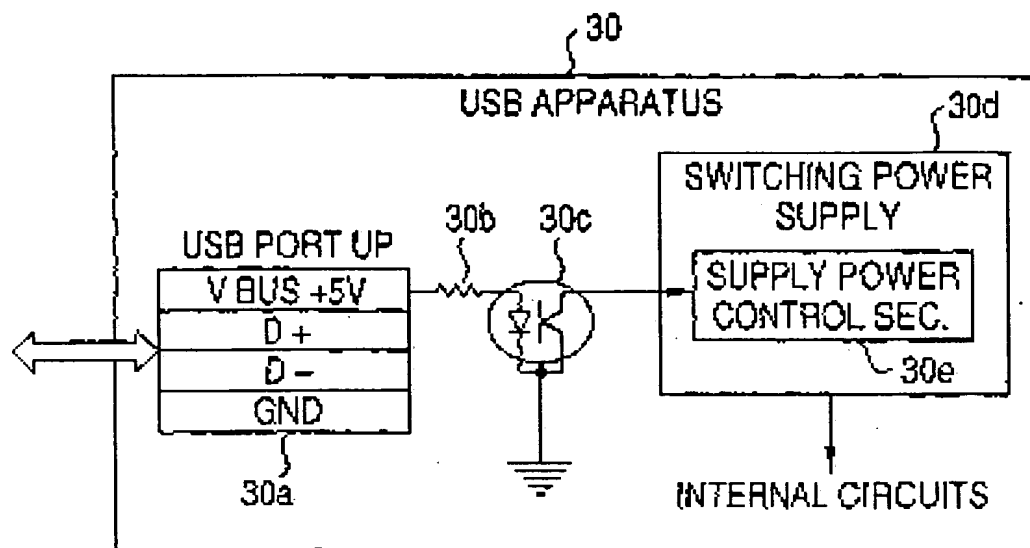 30
USB APPARATUS
30d
SWITCHING POWER
SUPPLY
30b
30c
USB PORT UP
V BUS +5V
SUPPLY POWER
CONTROL SEC.
D +
D -
30e
GND
30a
INTERNAL CIRCUITS